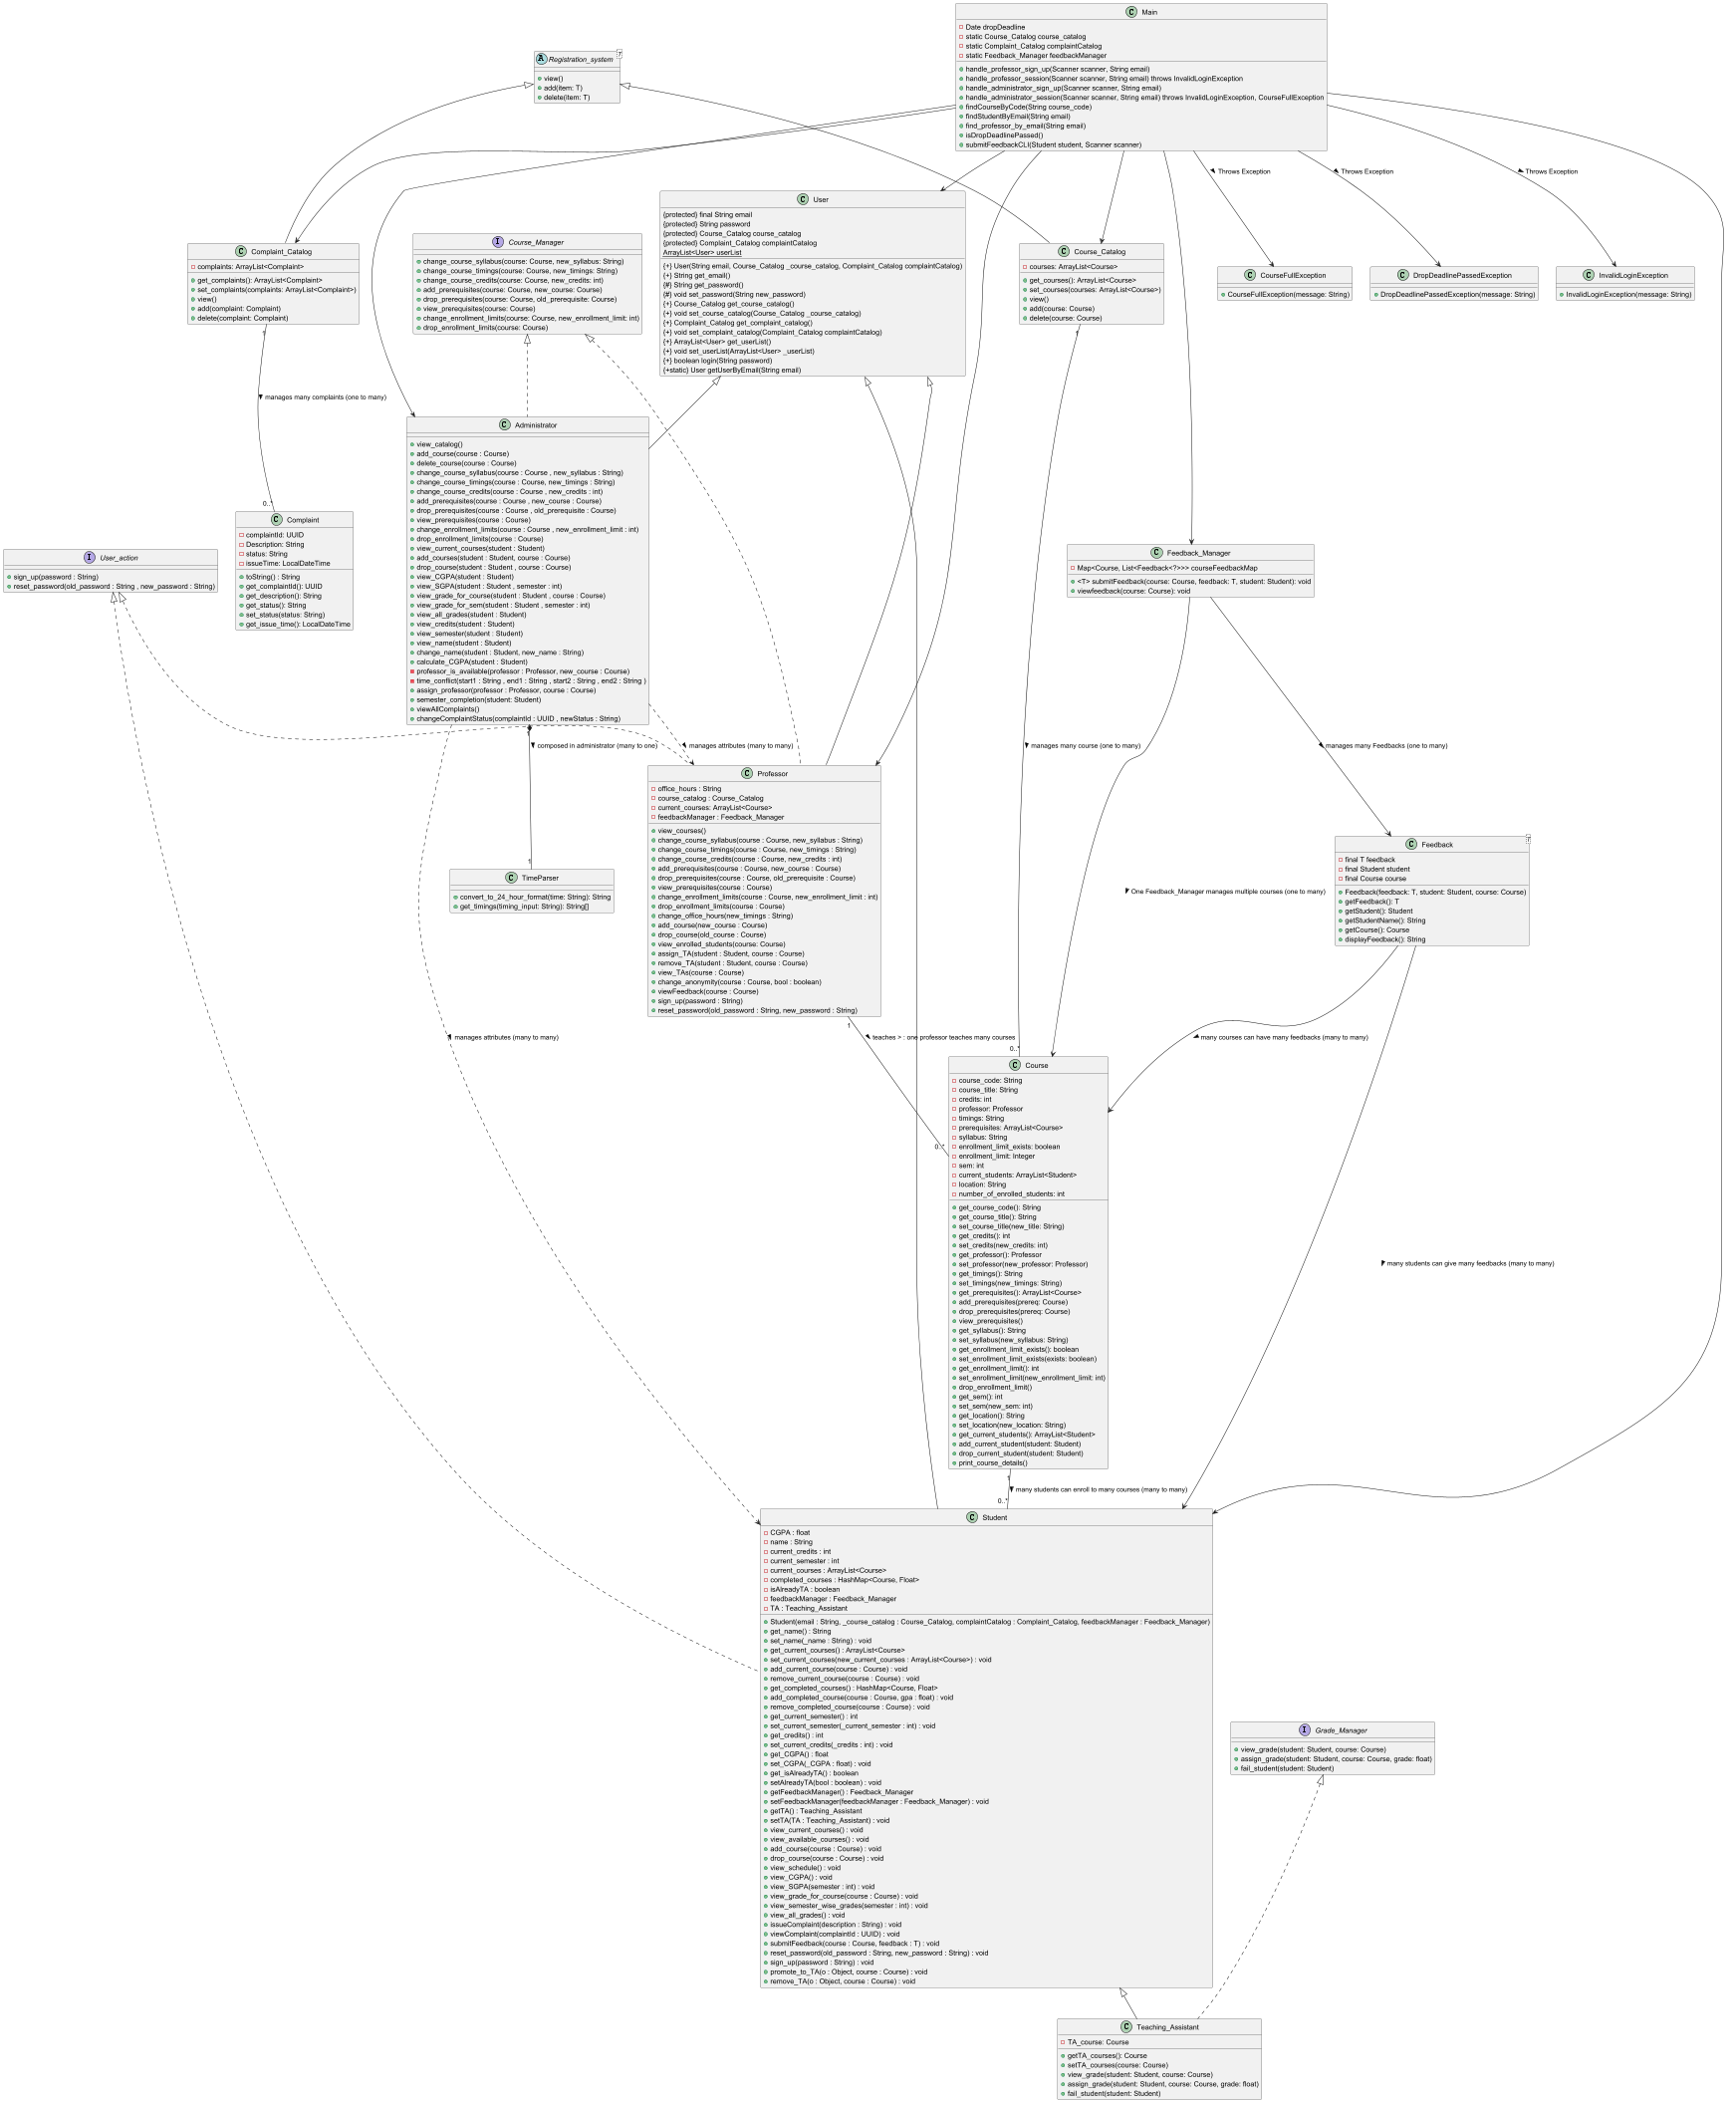 Main
Date dropDeadline
static Course_Catalog course_catalog
static Complaint_Catalog complaintCatalog
static Feedback_Manager feedbackManager
handle_professor_sign_up(Scanner scanner, String email)
handle_professor_session(Scanner scanner, String email) throws InvalidLoginException
handle_administrator_sign_up(Scanner scanner, String email)
handle_administrator_session(Scanner scanner, String email) throws InvalidLoginException, CourseFullException
findCourseByCode(String course_code)
findStudentByEmail(String email)
find_professor_by_email(String email)
isDropDeadlinePassed()
submitFeedbackCLI(Student student, Scanner scanner)
A Registration_system T
view()
add(item: T)
delete(item: T)
Throws Exception
Throws Exception
Throws Exception
C User
{protected} final String email
{protected} String password
{protected} Course_Catalog course_catalog
{protected} Complaint_Catalog complaintCatalog
ArrayList<User> userList
{+} User(String email, Course_Catalog _course_catalog, Complaint_Catalog complaintCatalog)
{+} String get_email()
{#} String get_password()
{#} void set_password(String new_password)
{+} Course_Catalog get_course_catalog()
{+} void set_course_catalog(Course_Catalog _course_catalog)
{+} Complaint_Catalog get_complaint_catalog()
{+} void set_complaint_catalog(Complaint_Catalog complaintCatalog)
{+} ArrayList<User> get_userList()
{+} void set_userList(ArrayList<User> _userList)
{+} boolean login(String password)
{+static} User getUserByEmail(String email)
C Complaint_Catalog
complaints: ArrayList<Complaint>
get_complaints(): ArrayList<Complaint>
set_complaints(complaints: ArrayList<Complaint>)
view()
add(complaint: Complaint)
delete(complaint: Complaint)
I Course_Manager
change_course_syllabus(course: Course, new_syllabus: String)
change_course_timings(course: Course, new_timings: String)
change_course_credits(course: Course, new_credits: int)
add_prerequisites(course: Course, new_course: Course)
drop_prerequisites(course: Course, old_prerequisite: Course)
view_prerequisites(course: Course)
change_enrollment_limits(course: Course, new_enrollment_limit: int)
drop_enrollment_limits(course: Course)
C Course_Catalog
courses: ArrayList<Course>
get_courses(): ArrayList<Course>
set_courses(courses: ArrayList<Course>)
view()
add(course: Course)
delete(course: Course)
C CourseFullException
CourseFullException(message: String)
C DropDeadlinePassedException
DropDeadlinePassedException(message: String)
C InvalidLoginException
InvalidLoginException(message: String)
1
manages many complaints (one to many)
0..*
1
C Administrator
view_catalog()
add_course(course : Course)
delete_course(course : Course)
change_course_syllabus(course : Course , new_syllabus : String)
change_course_timings(course : Course, new_timings : String)
change_course_credits(course : Course , new_credits : int)
add_prerequisites(course : Course , new_course : Course)
drop_prerequisites(course : Course , old_prerequisite : Course)
view_prerequisites(course : Course)
change_enrollment_limits(course : Course , new_enrollment_limit : int)
drop_enrollment_limits(course : Course)
view_current_courses(student : Student)
add_courses(student : Student, course : Course)
drop_course(student : Student , course : Course)
view_CGPA(student : Student)
view_SGPA(student : Student , semester : int)
view_grade_for_course(student : Student , course : Course)
view_grade_for_sem(student : Student , semester : int)
view_all_grades(student : Student)
view_credits(student : Student)
view_semester(student : Student)
view_name(student : Student)
change_name(student : Student, new_name : String)
calculate_CGPA(student : Student)
professor_is_available(professor : Professor, new_course : Course)
time_conflict(start1 : String , end1 : String , start2 : String , end2 : String )
assign_professor(professor : Professor, course : Course)
semester_completion(student: Student)
viewAllComplaints()
changeComplaintStatus(complaintId : UUID , newStatus : String)
C Complaint
complaintId: UUID
Description: String
status: String
issueTime: LocalDateTime
toString() : String
get_complaintId(): UUID
get_description(): String
get_status(): String
set_status(status: String)
get_issue_time(): LocalDateTime
I User_action
sign_up(password : String)
reset_password(old_password : String , new_password : String)
C Feedback_Manager
Map<Course, List<Feedback<?>>> courseFeedbackMap
<T> submitFeedback(course: Course, feedback: T, student: Student): void
viewfeedback(course: Course): void
1
composed in administrator (many to one)
manages attributes (many to many)
manages many course (one to many)
manages many Feedbacks (one to many)
C Professor
office_hours : String
course_catalog : Course_Catalog
current_courses: ArrayList<Course>
feedbackManager : Feedback_Manager
view_courses()
change_course_syllabus(course : Course, new_syllabus : String)
change_course_timings(course : Course, new_timings : String)
change_course_credits(course : Course, new_credits : int)
add_prerequisites(course : Course, new_course : Course)
drop_prerequisites(course : Course, old_prerequisite : Course)
view_prerequisites(course : Course)
change_enrollment_limits(course : Course, new_enrollment_limit : int)
drop_enrollment_limits(course : Course)
change_office_hours(new_timings : String)
add_course(new_course : Course)
drop_course(old_course : Course)
view_enrolled_students(course: Course)
assign_TA(student : Student, course : Course)
remove_TA(student : Student, course : Course)
view_TAs(course : Course)
change_anonymity(course : Course, bool : boolean)
viewFeedback(course : Course)
sign_up(password : String)
reset_password(old_password : String, new_password : String)
1
C TimeParser
convert_to_24_hour_format(time: String): String
get_timings(timing_input: String): String[]
C Feedback T
final T feedback
final Student student
final Course course
Feedback(feedback: T, student: Student, course: Course)
getFeedback(): T
getStudent(): Student
getStudentName(): String
getCourse(): Course
displayFeedback(): String
One Feedback_Manager manages multiple courses (one to many)
1
manages attributes (many to many)
teaches > : one professor teaches many courses
many courses can have many feedbacks (many to many)
0..*
0..*
C Course
course_code: String
course_title: String
credits: int
professor: Professor
timings: String
prerequisites: ArrayList<Course>
syllabus: String
enrollment_limit_exists: boolean
enrollment_limit: Integer
sem: int
current_students: ArrayList<Student>
location: String
number_of_enrolled_students: int
get_course_code(): String
get_course_title(): String
set_course_title(new_title: String)
get_credits(): int
set_credits(new_credits: int)
get_professor(): Professor
set_professor(new_professor: Professor)
get_timings(): String
set_timings(new_timings: String)
get_prerequisites(): ArrayList<Course>
add_prerequisites(prereq: Course)
drop_prerequisites(prereq: Course)
view_prerequisites()
get_syllabus(): String
set_syllabus(new_syllabus: String)
get_enrollment_limit_exists(): boolean
set_enrollment_limit_exists(exists: boolean)
get_enrollment_limit(): int
set_enrollment_limit(new_enrollment_limit: int)
drop_enrollment_limit()
get_sem(): int
set_sem(new_sem: int)
get_location(): String
set_location(new_location: String)
get_current_students(): ArrayList<Student>
add_current_student(student: Student)
drop_current_student(student: Student)
print_course_details()
many students can give many feedbacks (many to many)
1
many students can enroll to many courses (many to many)
0..*
C Student
CGPA : float
name : String
current_credits : int
current_semester : int
current_courses : ArrayList<Course>
completed_courses : HashMap<Course, Float>
isAlreadyTA : boolean
feedbackManager : Feedback_Manager
TA : Teaching_Assistant
Student(email : String, _course_catalog : Course_Catalog, complaintCatalog : Complaint_Catalog, feedbackManager : Feedback_Manager)
get_name() : String
set_name(_name : String) : void
get_current_courses() : ArrayList<Course>
set_current_courses(new_current_courses : ArrayList<Course>) : void
add_current_course(course : Course) : void
remove_current_course(course : Course) : void
get_completed_courses() : HashMap<Course, Float>
add_completed_course(course : Course, gpa : float) : void
remove_completed_course(course : Course) : void
get_current_semester() : int
set_current_semester(_current_semester : int) : void
get_credits() : int
set_current_credits(_credits : int) : void
get_CGPA() : float
set_CGPA(_CGPA : float) : void
get_isAlreadyTA() : boolean
setAlreadyTA(bool : boolean) : void
getFeedbackManager() : Feedback_Manager
setFeedbackManager(feedbackManager : Feedback_Manager) : void
getTA() : Teaching_Assistant
setTA(TA : Teaching_Assistant) : void
view_current_courses() : void
view_available_courses() : void
add_course(course : Course) : void
drop_course(course : Course) : void
view_schedule() : void
view_CGPA() : void
view_SGPA(semester : int) : void
view_grade_for_course(course : Course) : void
view_semester_wise_grades(semester : int) : void
view_all_grades() : void
issueComplaint(description : String) : void
viewComplaint(complaintId : UUID) : void
submitFeedback(course : Course, feedback : T) : void
reset_password(old_password : String, new_password : String) : void
sign_up(password : String) : void
promote_to_TA(o : Object, course : Course) : void
remove_TA(o : Object, course : Course) : void
I Grade_Manager
view_grade(student: Student, course: Course)
assign_grade(student: Student, course: Course, grade: float)
fail_student(student: Student)
C Teaching_Assistant
TA_course: Course
getTA_courses(): Course
setTA_courses(course: Course)
view_grade(student: Student, course: Course)
assign_grade(student: Student, course: Course, grade: float)
fail_student(student: Student)